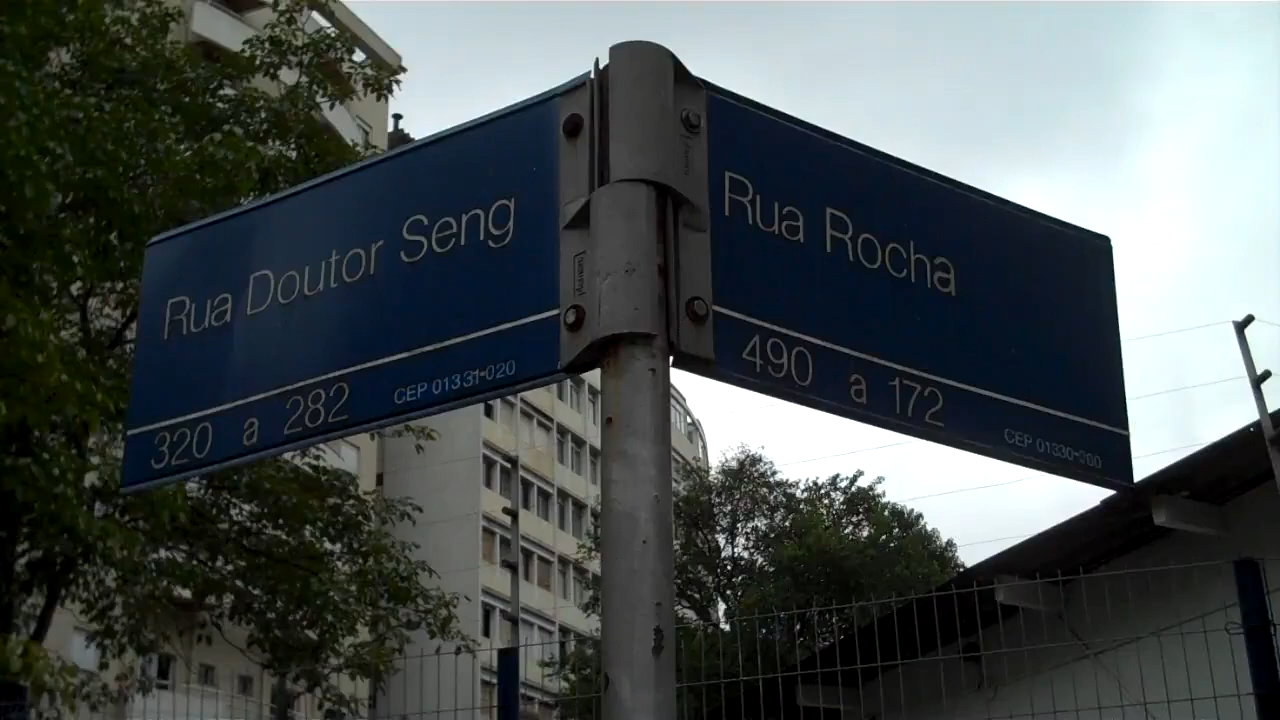 Rua Doutor Seng
320 a 282 CEP 01331-020
Rua Rocha
490 a 172
CEP 01330-000